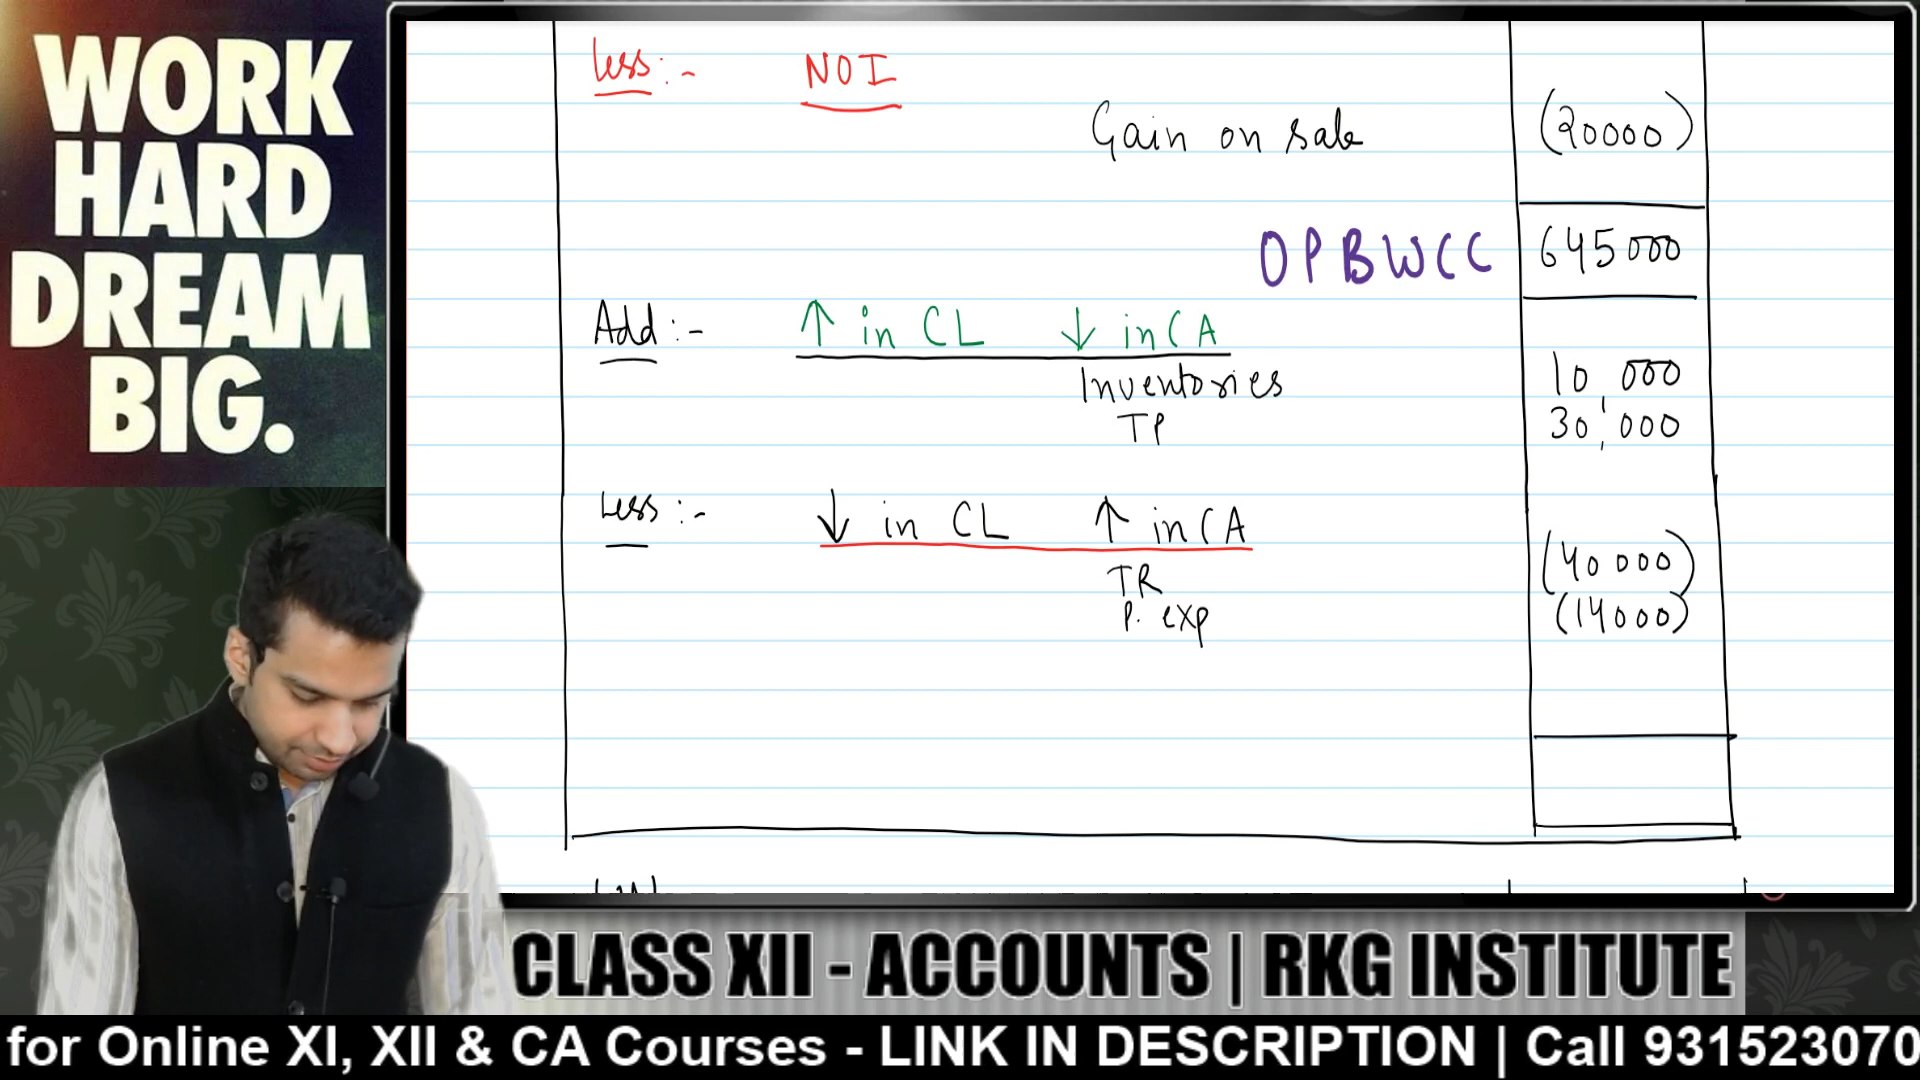 WORK
HARD
DREAM
BIG.
Less:- NOI
Gain on sale (20000)
OPBWCC 645000
Add:- ↑ in CL ↓ in CA
Inventories 10,000
TP 30,000
Less:- ↓ in CL ↑ in CA
TR (40000)
P. exp (14000)
CLASS XII - ACCOUNTS | RKG INSTITUTE
for Online XI, XII & CA Courses - LINK IN DESCRIPTION | Call 931523070